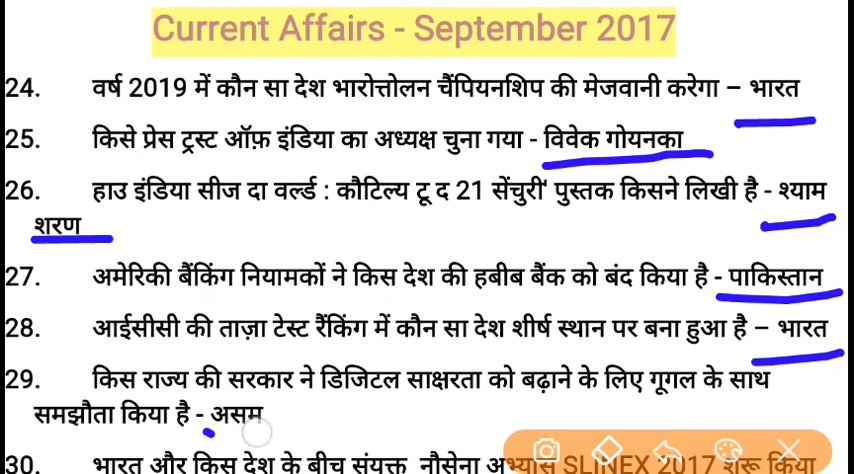 Current Affairs - September 2017
24. वर्ष 2019 में कौन सा देश भारोत्तोलन चैंपियनशिप की मेजवानी करेगा – भारत
25. किसे प्रेस ट्रस्ट ऑफ़ इंडिया का अध्यक्ष चुना गया - विवेक गोयनका
26. हाउ इंडिया सीज दा वर्ल्ड : कौटिल्य टू द 21 सेंचुरी' पुस्तक किसने लिखी है - श्याम
शरण
27. अमेरिकी बैंकिंग नियामकों ने किस देश की हबीब बैंक को बंद किया है - पाकिस्तान
28. आईसीसी की ताज़ा टेस्ट रैंकिंग में कौन सा देश शीर्ष स्थान पर बना हुआ है – भारत
29. किस राज्य की सरकार ने डिजिटल साक्षरता को बढ़ाने के लिए गूगल के साथ
समझौता किया है - असम
30. भारत और किस देश के बीच संयुक्त नौसेना अभ्यास SLINEX 2017 शुरू किया